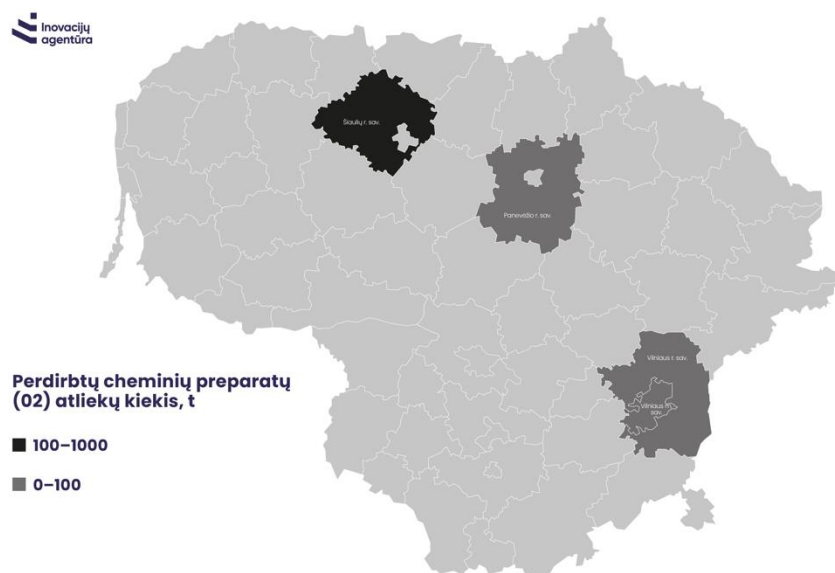 Inovacijų
agentūra
Šiaulių r. sav.
Panevėžio r. sav.
Vilniaus r. sav.
Vilniaus m.
sav.
Perdirbtų cheminių preparatų
(02) atliekų kiekis, t
100–1000
0–100